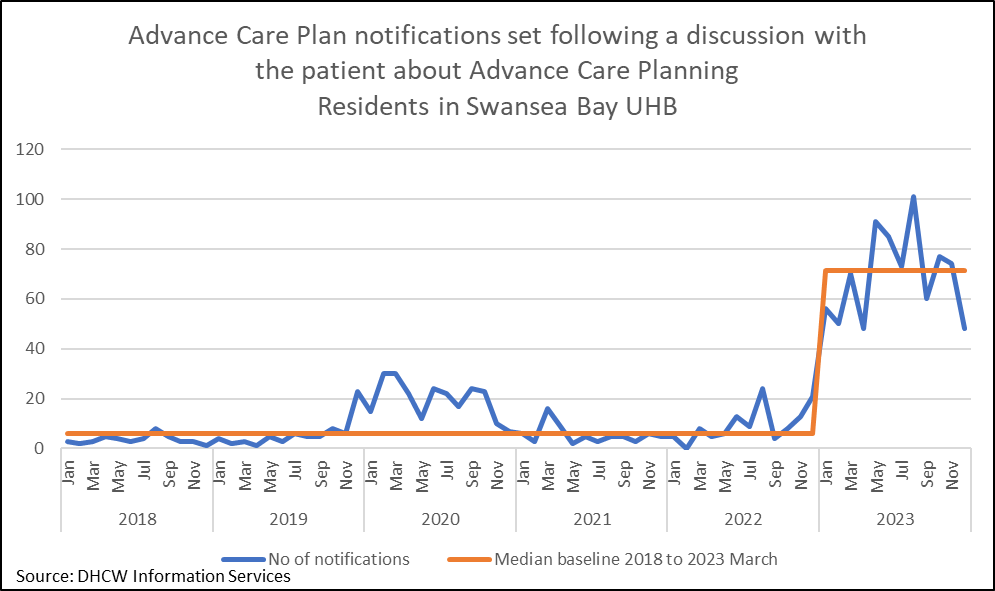 Advance Care Plan notifications set following a discussion with
the patient about Advance Care Planning
Residents in Swansea Bay UHB
120
100
80
60
40
20
0
Jan Mar May Jul Sep Nov Jan Mar May Jul Sep Nov Jan Mar May Jul Sep Nov Jan Mar May Jul Sep Nov Jan Mar May Jul Sep Nov Jan Mar May Jul Sep Nov
2018 2019 2020 2021 2022 2023
No of notifications Median baseline 2018 to 2023 March
Source: DHCW Information Services